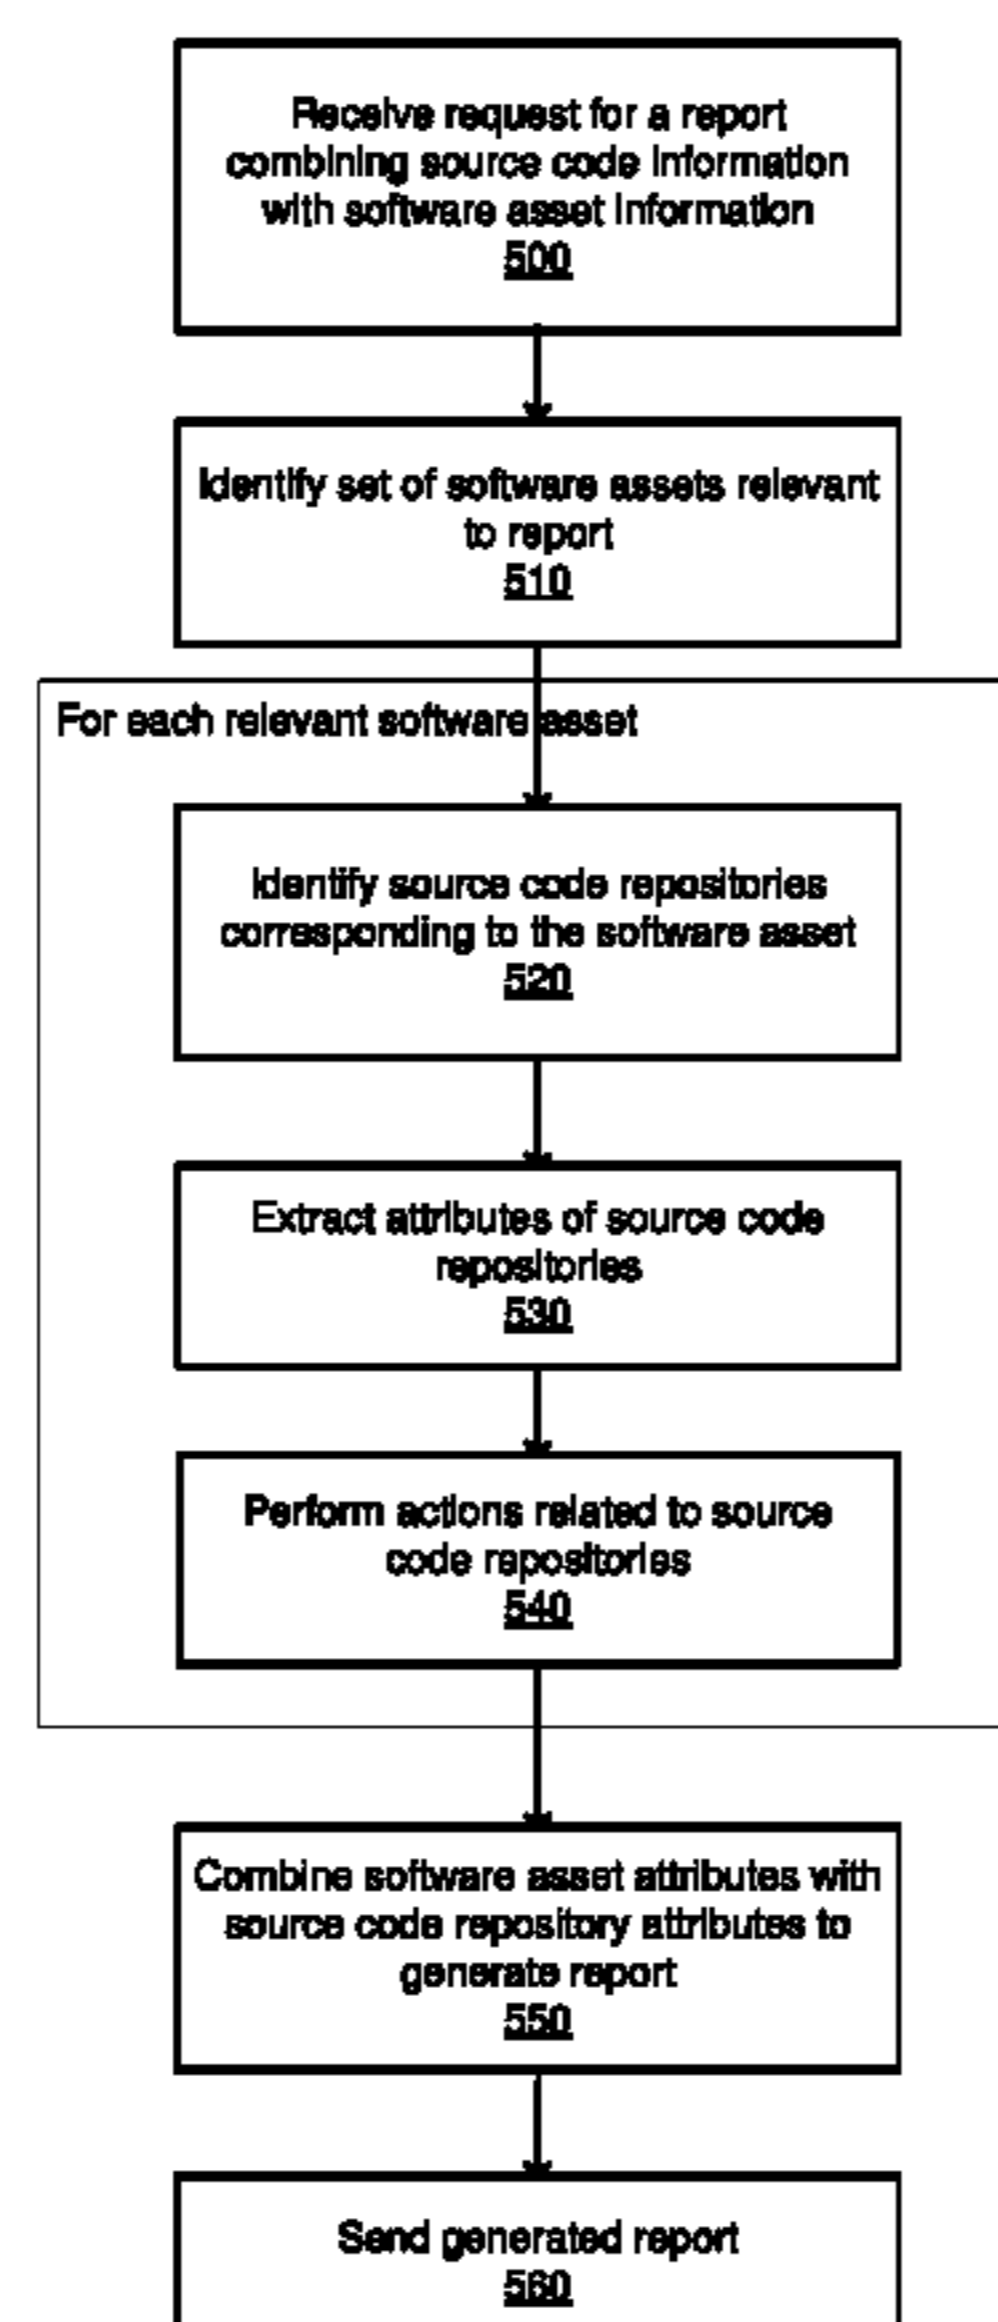 Receive request for a report
combining source code information
with software asset information
500
Identify set of software assets relevant
to report
510
For each relevant software asset
Identify source code repositories
corresponding to the software asset
520
Extract attributes of source code
repositories
530
Perform actions related to source
code repositories
540
Combine software asset attributes with
source code repository attributes to
generate report
550
Send generated report
560